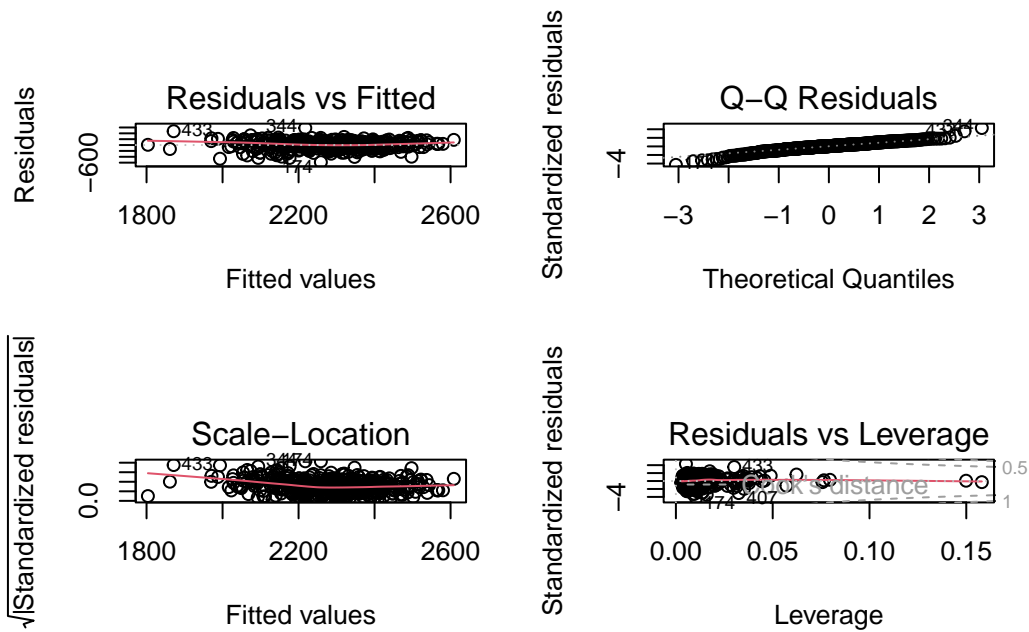 Residuals vs Fitted
Residuals
−600
433
344
174
1800
2200
2600
Fitted values
Q−Q Residuals
Standardized residuals
−4
344
−3
−1
0
1
2
3
Theoretical Quantiles
Scale−Location
√|Standardized residuals|
0.0
433
1800
2200
2600
Fitted values
Residuals vs Leverage
Standardized residuals
−4
433
Cook's distance
174
407
0.5
1
0.00
0.05
0.10
0.15
Leverage